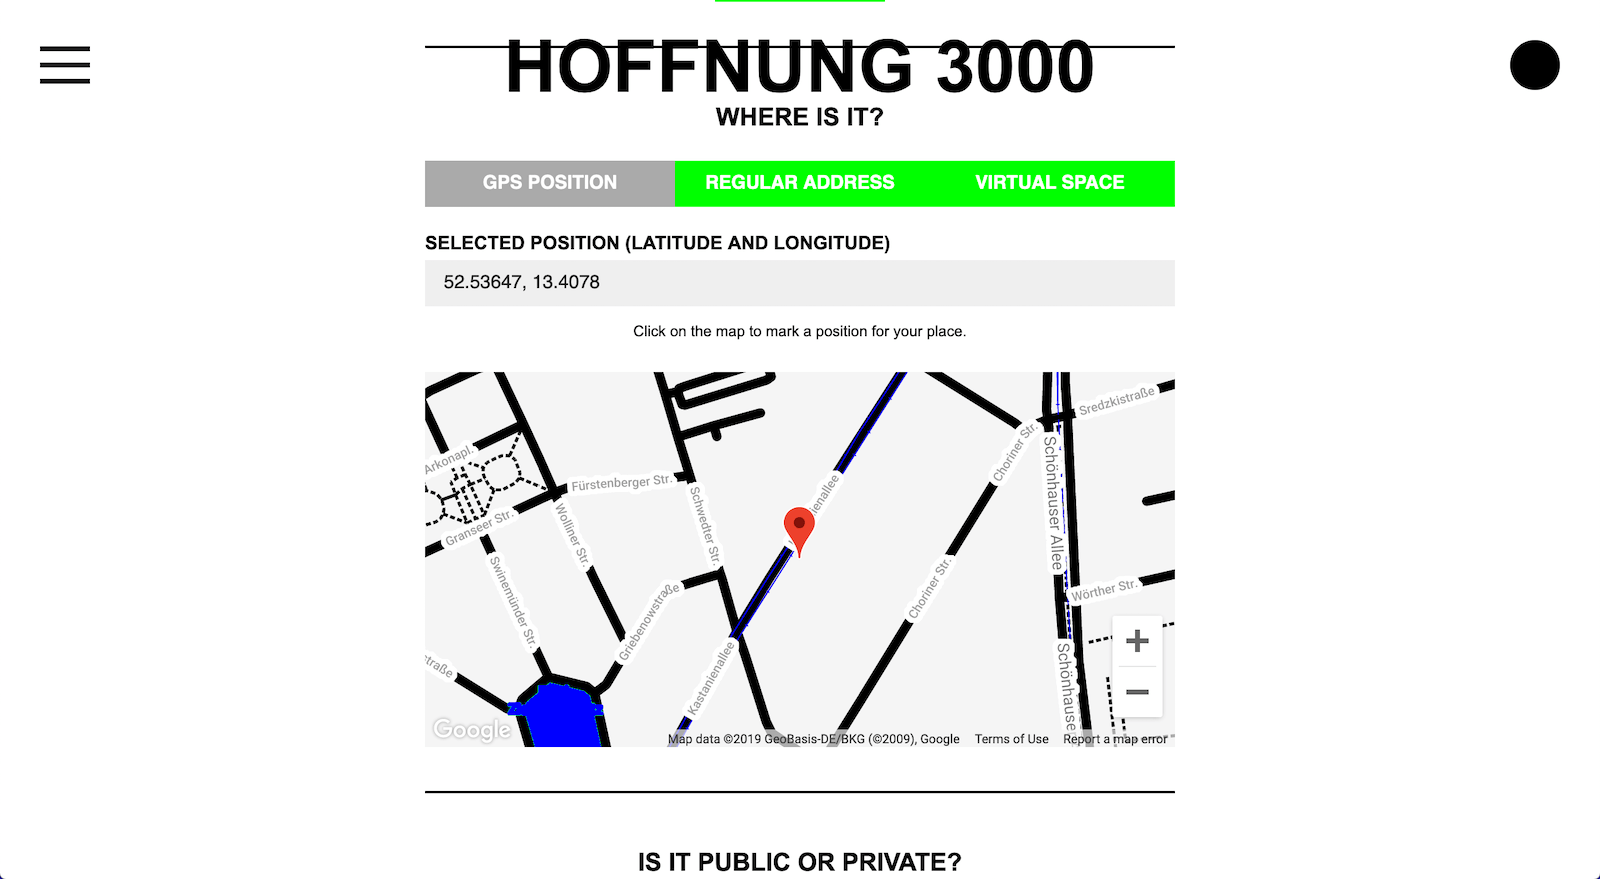 HOFFNUNG 3000
WHERE IS IT?
GPS POSITION REGULAR ADDRESS VIRTUAL SPACE
SELECTED POSITION (LATITUDE AND LONGITUDE)
52.53647, 13.4078
Click on the map to mark a position for your place.
Sredzkistraße
Choriner Str.
Schönhauser Allee
Arkonapl.
Fürstenberger Str.
Schwedter Str.
Granseer Str.
Wolliner Str.
Swinemünder Str.
Griebenowstraße
Choriner Str.
Wörther Str.
Kastanienallee
Schönhauser
Google
Map data ©2019 GeoBasis-DE/BKG (©2009), Google Terms of Use Report a map error
IS IT PUBLIC OR PRIVATE?